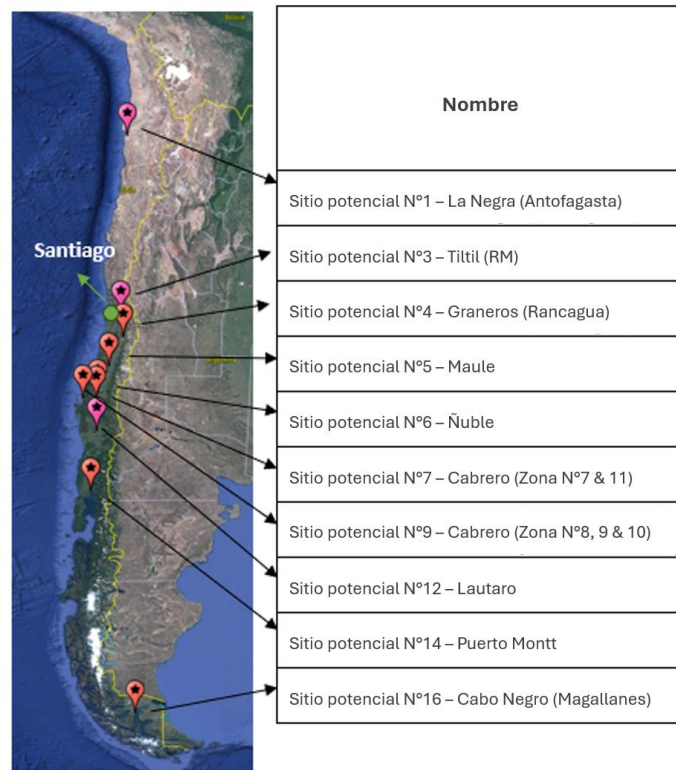 Nombre
Santiago
Sitio potencial N°1 – La Negra (Antofagasta)
Sitio potencial N°3 – Tiltil (RM)
Sitio potencial N°4 – Graneros (Rancagua)
Sitio potencial N°5 – Maule
Sitio potencial N°6 – Ñuble
Sitio potencial N°7 – Cabrero (Zona N°7 & 11)
Sitio potencial N°9 – Cabrero (Zona N°8, 9 & 10)
Sitio potencial N°12 – Lautaro
Sitio potencial N°14 – Puerto Montt
Sitio potencial N°16 – Cabo Negro (Magallanes)